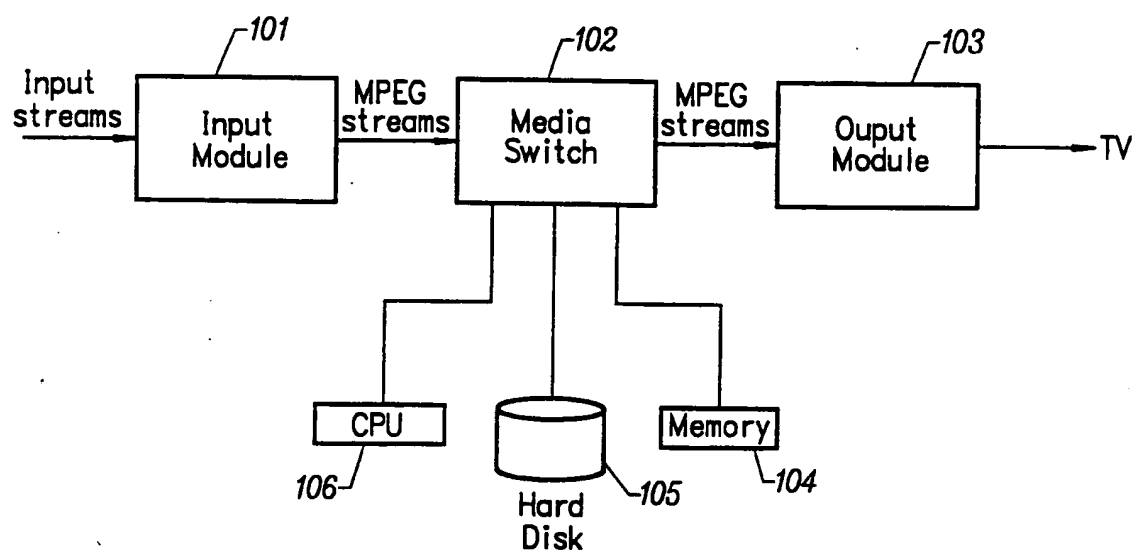 101
102
103
Input
streams
Input
Module
MPEG
streams
Media
Switch
MPEG
streams
Ouput
Module
TV
CPU
106
Hard
Disk
105
Memory
104